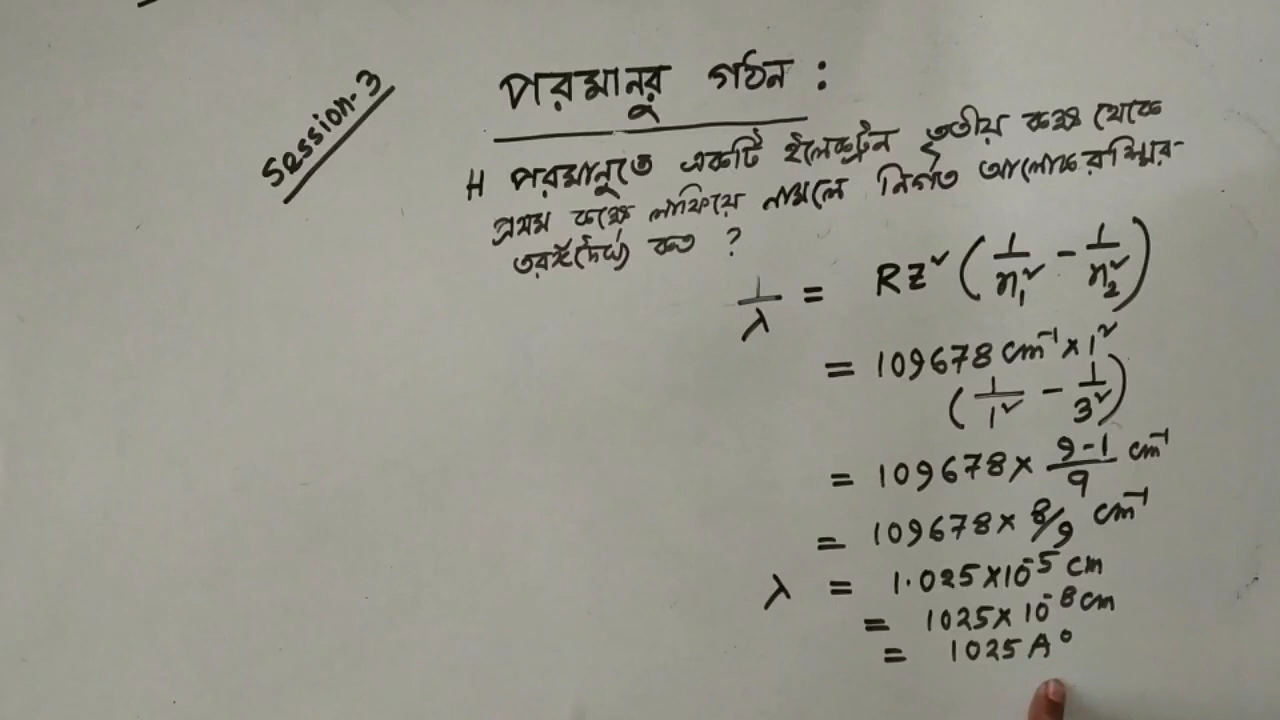 Session-3
পরমানুর গঠন :
H পরমানুতে একটি ইলেকট্রন তৃতীয় কক্ষ থেকে
প্রথম কক্ষে লাফিয়ে নামলে নির্গত আলোকরশ্মির-
তরঙ্গদৈর্ঘ্য কত ?
1/λ = RZ² (1/n₁² - 1/n₂²)
= 109678 cm⁻¹ × 1²
(1/1² - 1/3²)
= 109678 × 9-1/9 cm⁻¹
= 109678 × 8/9 cm⁻¹
λ = 1.025×10⁻⁵ cm
= 1025×10⁻⁸ cm
= 1025 A°